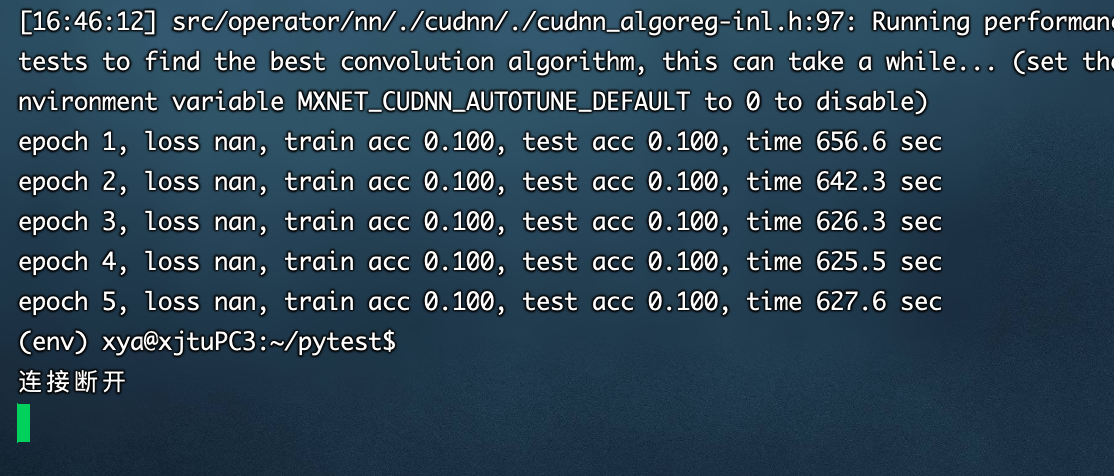 [16:46:12] src/operator/nn/./cudnn/./cudnn_algoreg-inl.h:97: Running performan
tests to find the best convolution algorithm, this can take a while... (set th
nvironment variable MXNET_CUDNN_AUTOTUNE_DEFAULT to 0 to disable)
epoch 1, loss nan, train acc 0.100, test acc 0.100, time 656.6 sec
epoch 2, loss nan, train acc 0.100, test acc 0.100, time 642.3 sec
epoch 3, loss nan, train acc 0.100, test acc 0.100, time 626.3 sec
epoch 4, loss nan, train acc 0.100, test acc 0.100, time 625.5 sec
epoch 5, loss nan, train acc 0.100, test acc 0.100, time 627.6 sec
(env) xya@xjtuPC3:~/pytest$
连接断开